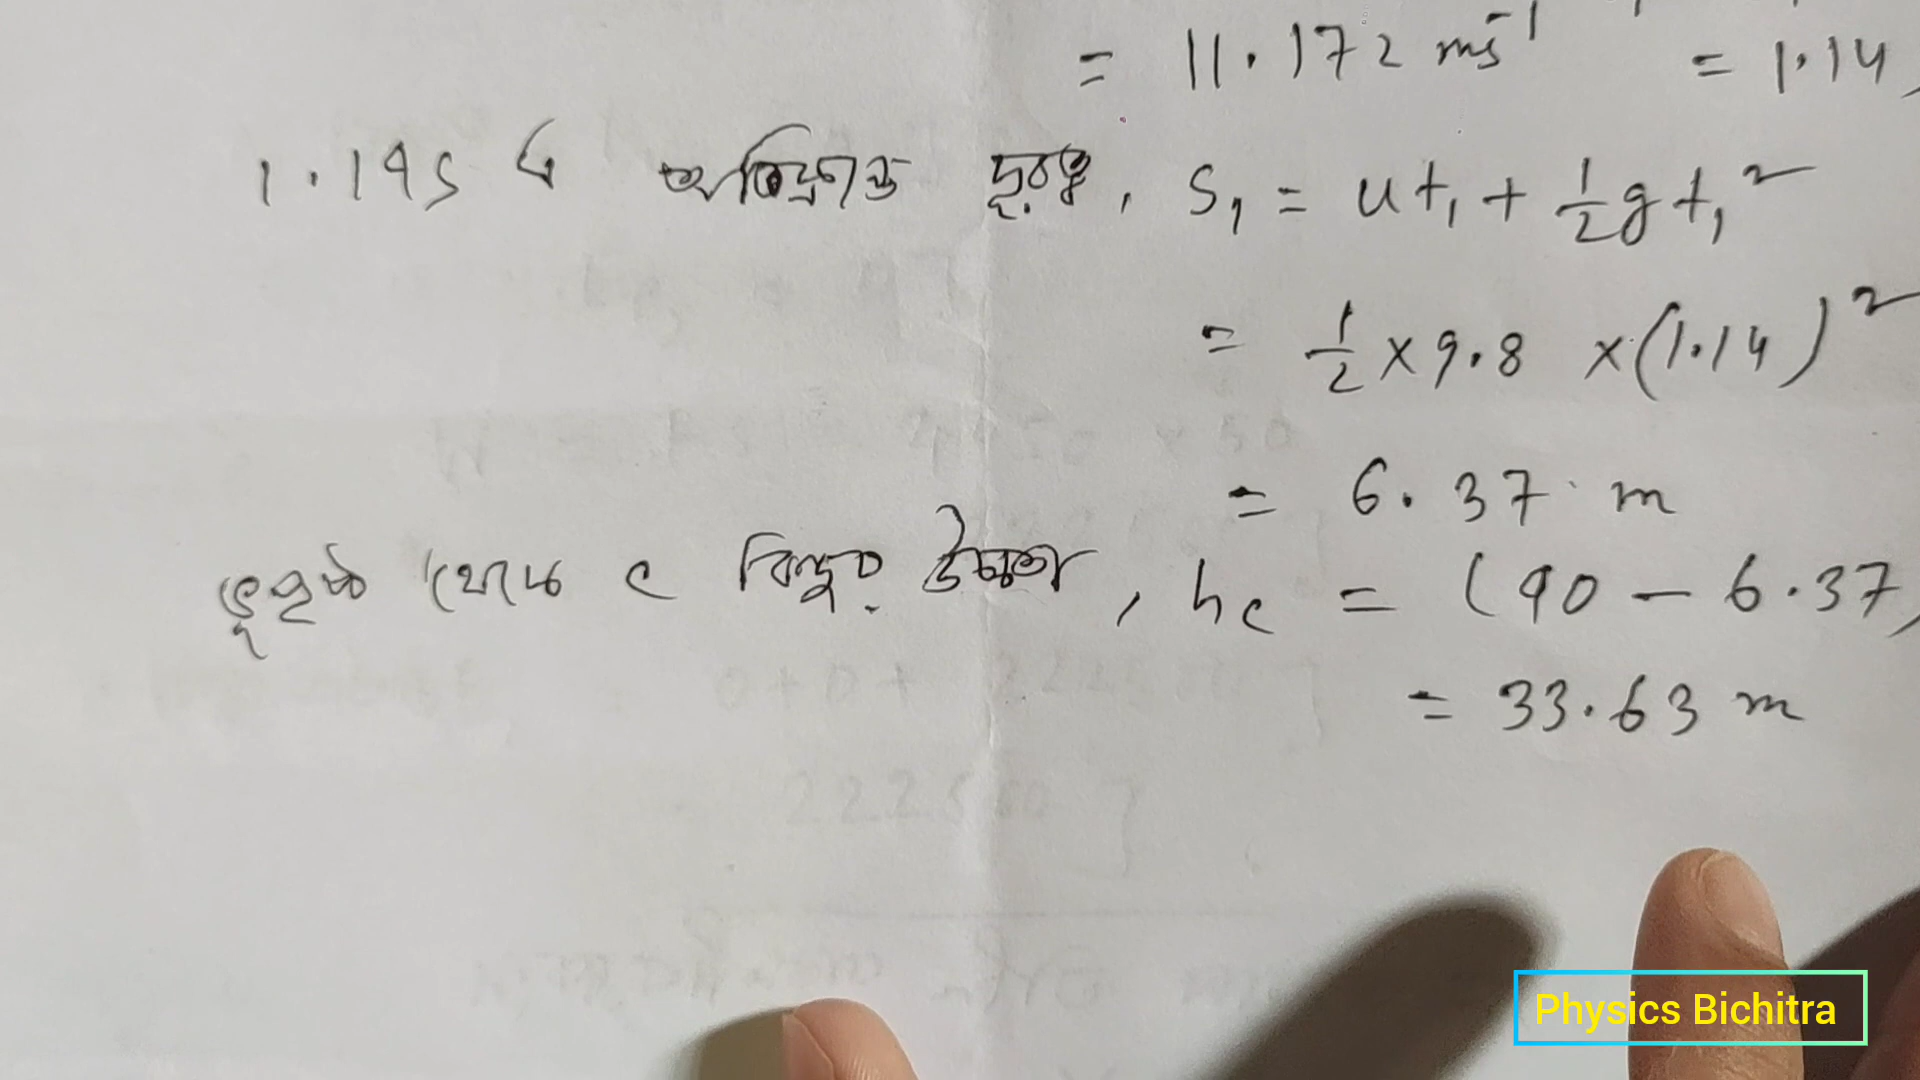 = 11.172 ms⁻¹ = 1.14
1.14s এ অতিক্রান্ত দূরত্ব, S₁ = ut₁ + ½gt₁²
= ½ × 9.8 × (1.14)²
= 6.37 m
ভূপৃষ্ঠ থেকে C বিন্দুর উচ্চতা, hc = (40 - 6.37)
= 33.63 m
Physics Bichitra